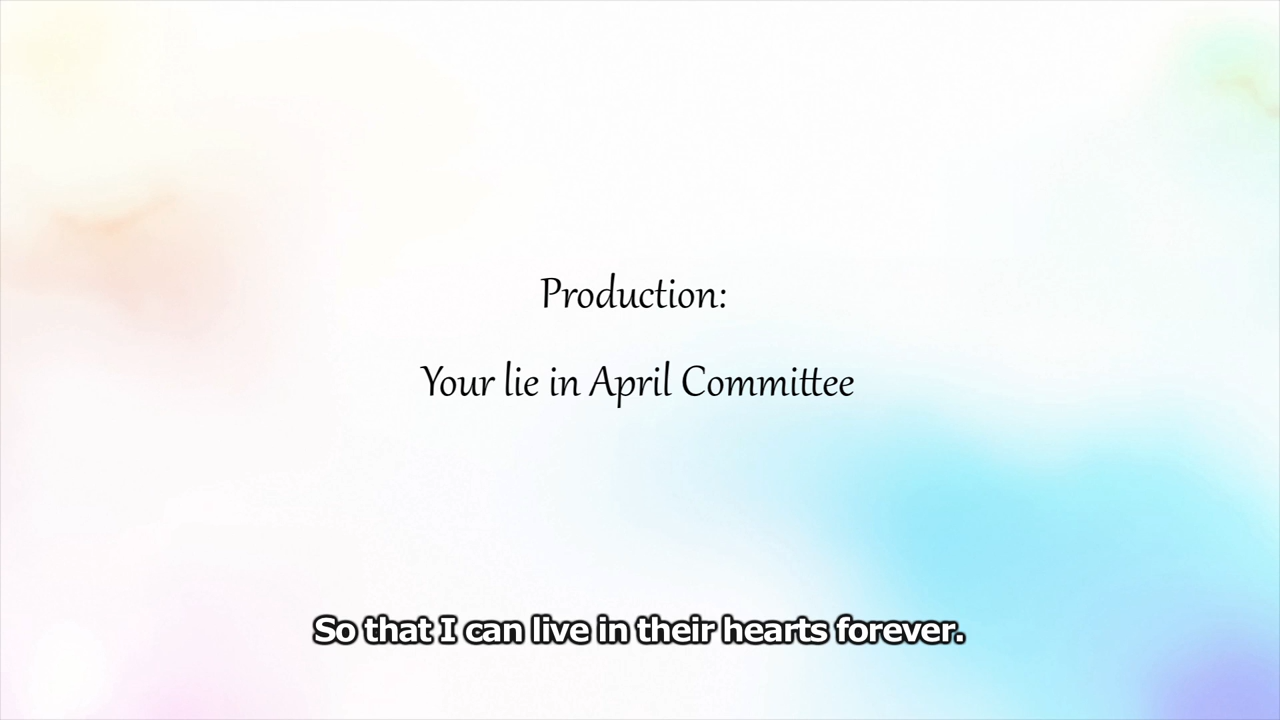 Production:
Your lie in April Committee
So that I can live in their hearts forever.